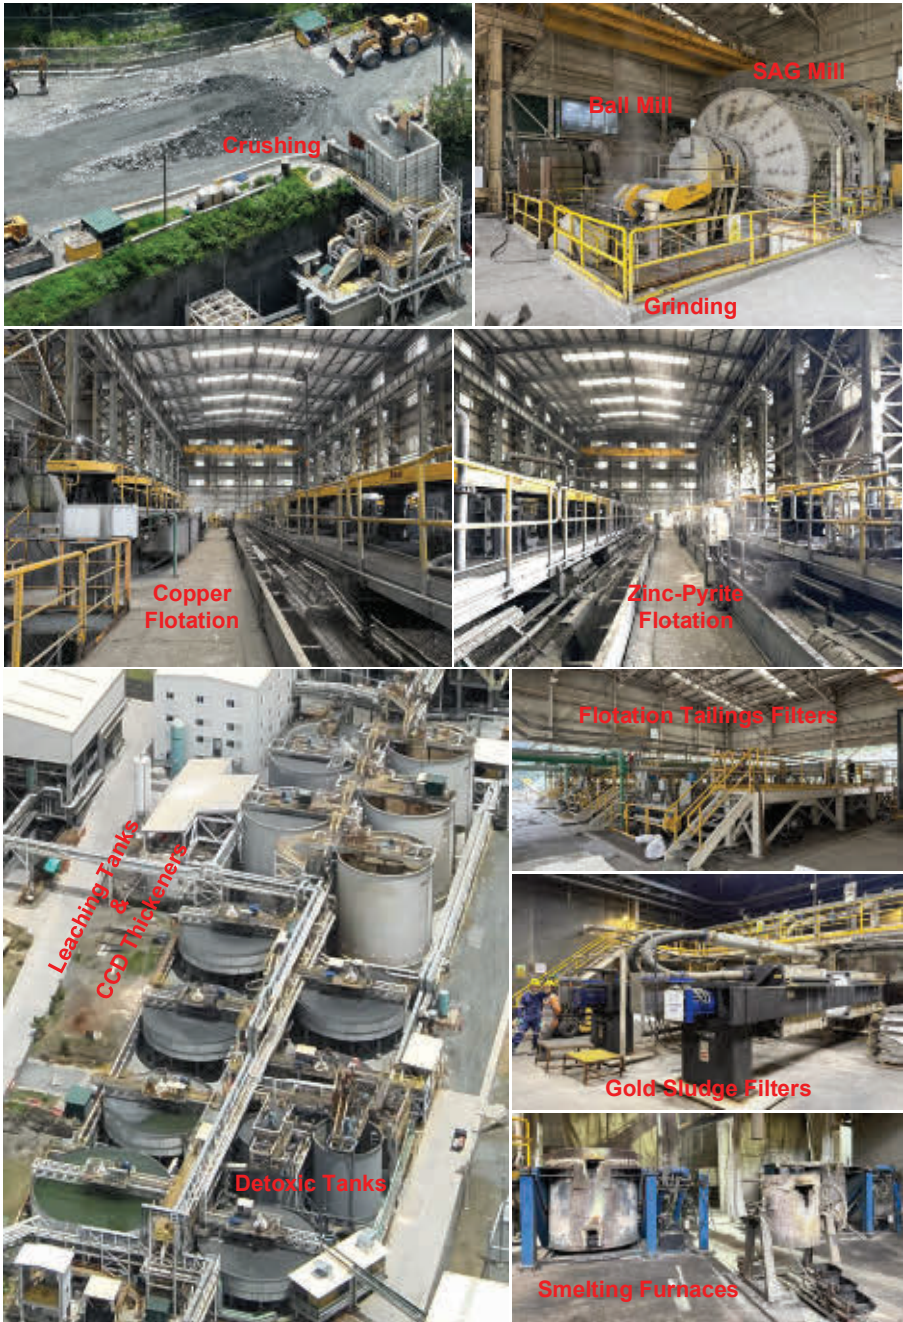 Crushing
SAG Mill
Ball Mill
Grinding
Copper
Flotation
Zinc-Pyrite
Flotation
Leaching Tanks
&
CCD Thickeners
Detoxic Tanks
Flotation Tailings Filters
Gold Sludge Filters
Smelting Furnaces